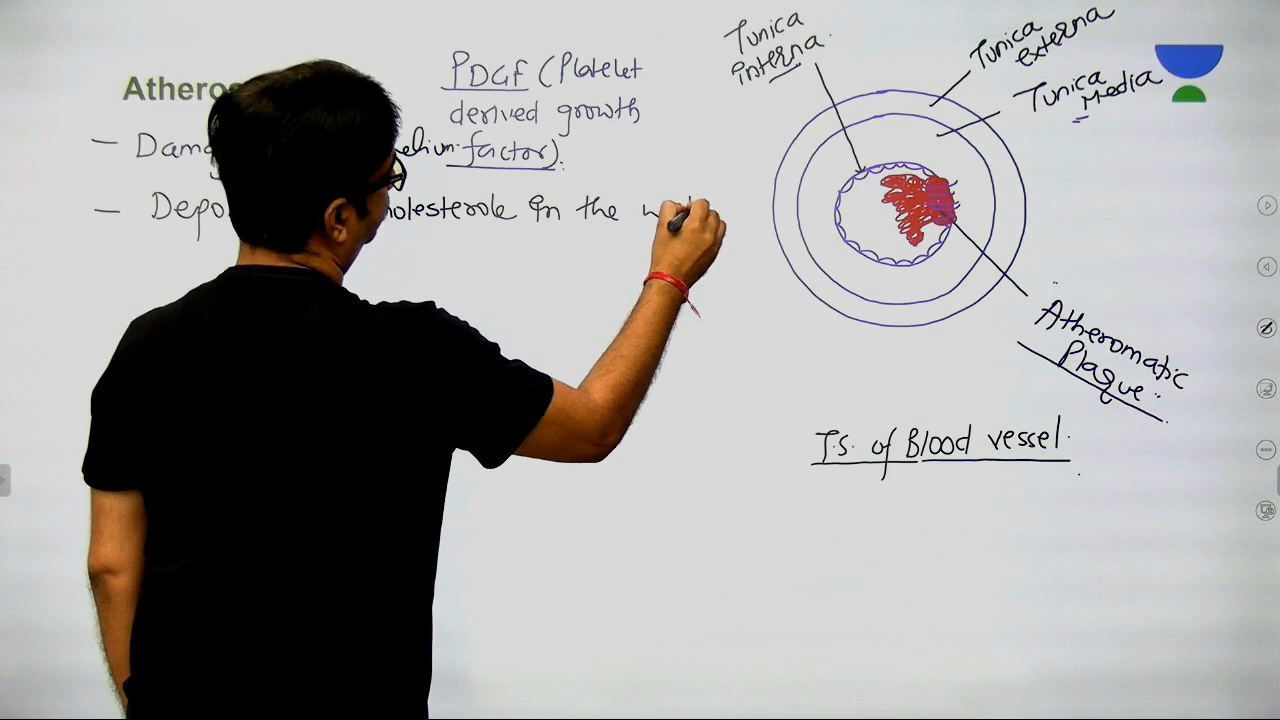 Atheros
PDGF (Platelet
derived growth
factor).
- Dam elium
- Depo holesterole in the
Tunica
interna.
Tunica
externa
Tunica
Media
Atheromatic
Plaque.
T.s. of Blood vessel.